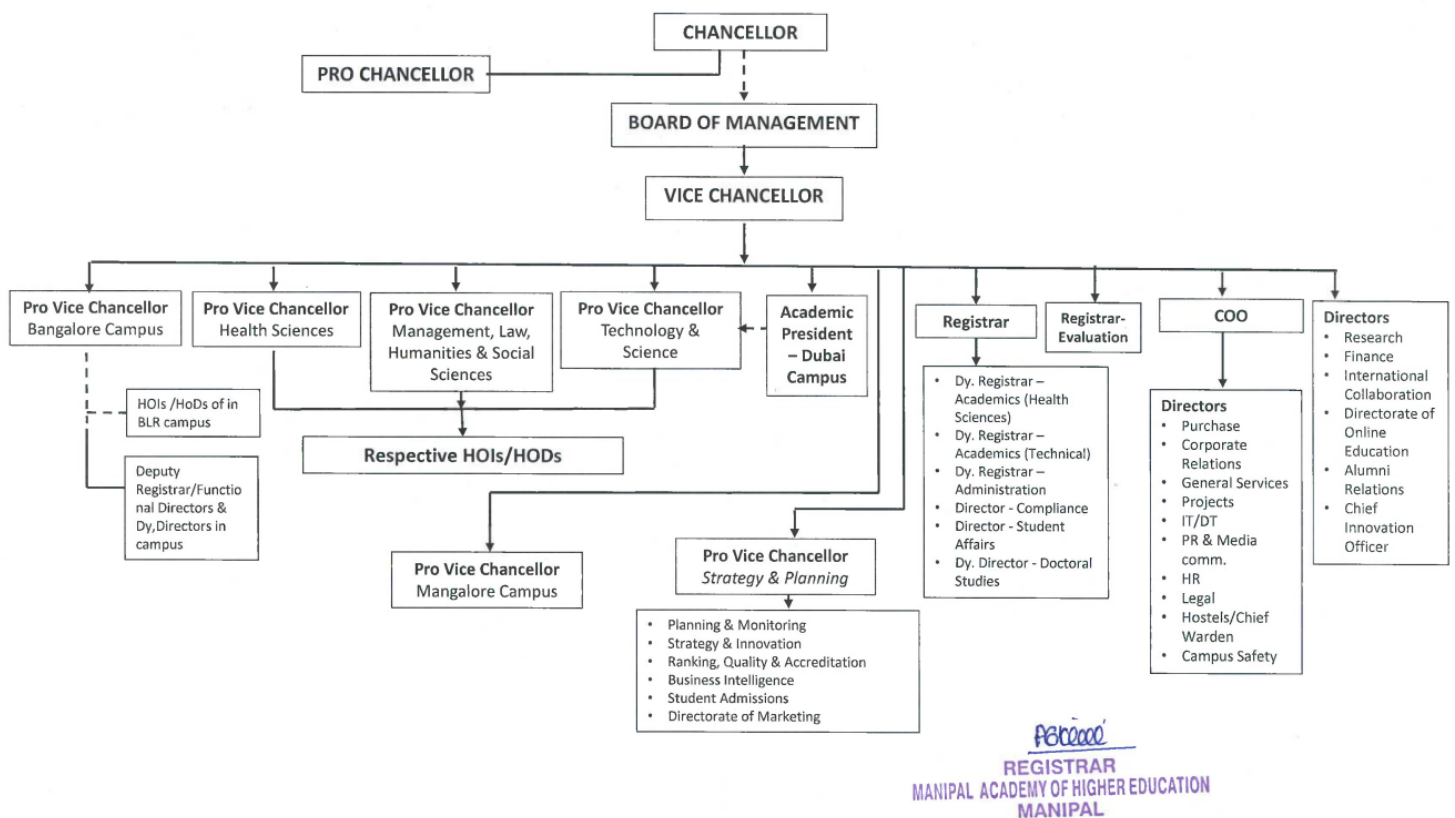 CHANCELLOR
PRO CHANCELLOR
BOARD OF MANAGEMENT
VICE CHANCELLOR
Pro Vice Chancellor
Bangalore Campus
Pro Vice Chancellor
Health Sciences
Pro Vice Chancellor
Management, Law,
Humanities & Social
Sciences
Pro Vice Chancellor
Technology &
Science
Academic
President
– Dubai
Campus
Registrar
Registrar-
Evaluation
COO
Directors
• Research
• Finance
• International
Collaboration
• Directorate of
Online
Education
• Alumni
Relations
• Chief
Innovation
Officer
HOIs /HoDs of in
BLR campus
Deputy
Registrar/Functio
nal Directors &
Dy,Directors in
campus
Respective HOIs/HODs
Pro Vice Chancellor
Mangalore Campus
Pro Vice Chancellor
Strategy & Planning
• Planning & Monitoring
• Strategy & Innovation
• Ranking, Quality & Accreditation
• Business Intelligence
• Student Admissions
• Directorate of Marketing
• Dy. Registrar –
Academics (Health
Sciences)
• Dy. Registrar –
Academics (Technical)
• Dy. Registrar –
Administration
• Director - Compliance
• Director - Student
Affairs
• Dy. Director - Doctoral
Studies
Directors
• Purchase
• Corporate
Relations
• General Services
• Projects
• IT/DT
• PR & Media
comm.
• HR
• Legal
• Hostels/Chief
Warden
• Campus Safety
REGISTRAR
MANIPAL ACADEMY OF HIGHER EDUCATION
MANIPAL